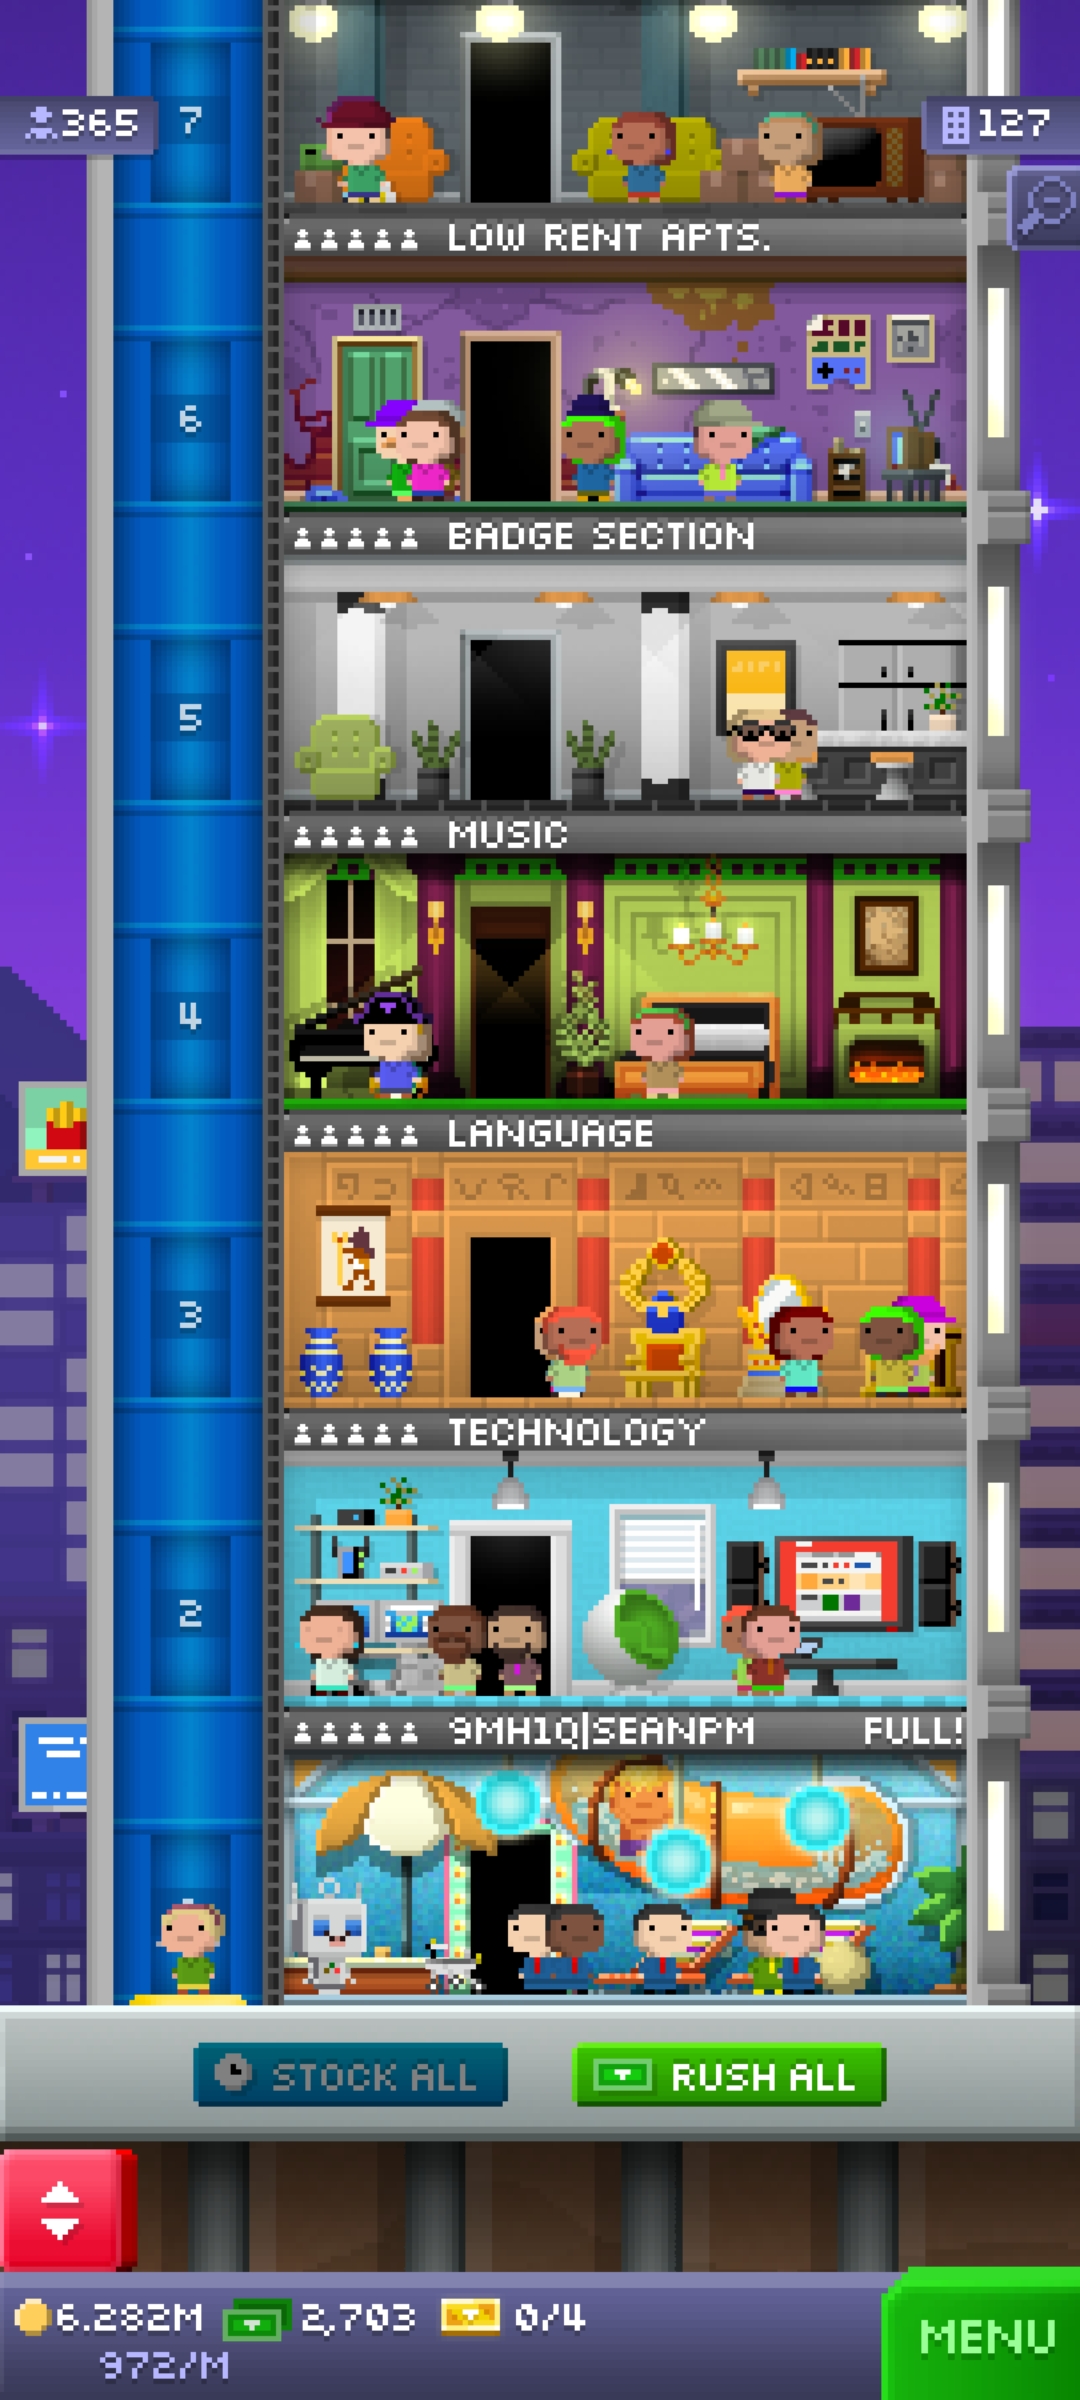 365
7
127
LOW RENT APTS.
6
BADGE SECTION
5
MUSIC
4
LANGUAGE
3
TECHNOLOGY
2
9MH1Q|SEANPM FULL!
STOCK ALL
RUSH ALL
6.282M 2,703 0/4
972/M
MENU